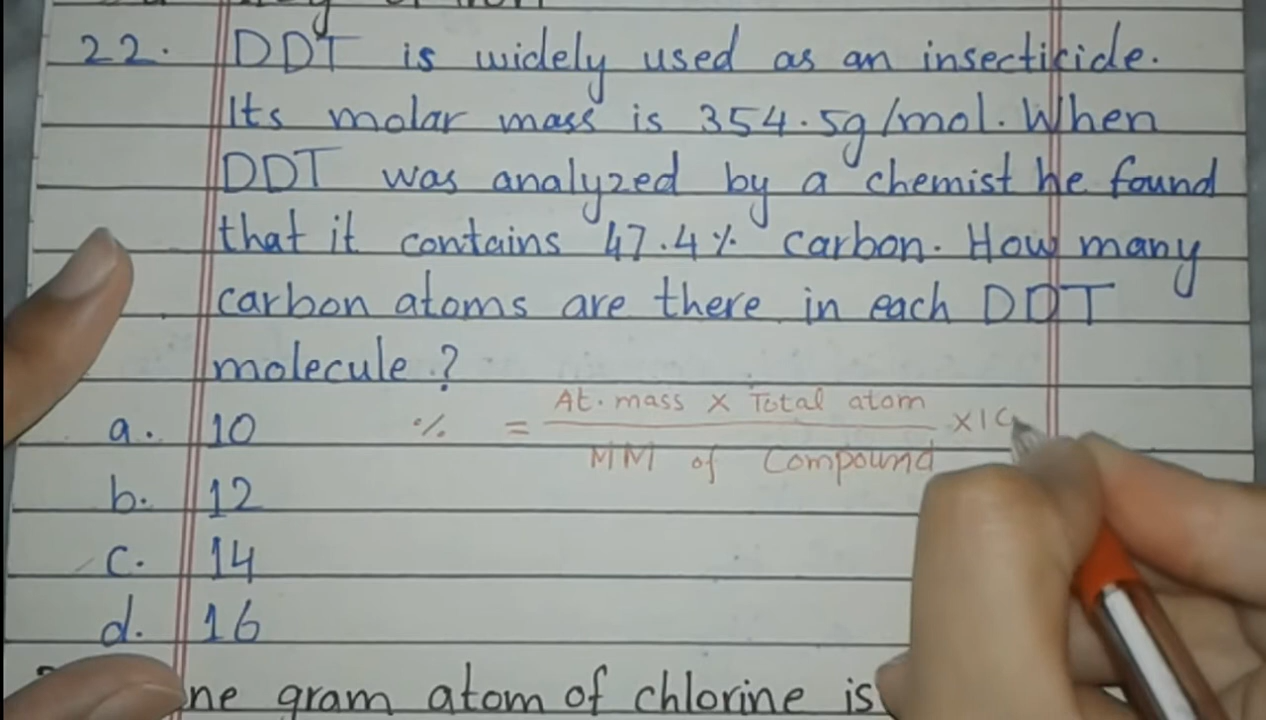 22. DDT is widely used as an insecticide.
Its molar mass is 354.5g/mol. When
DDT was analyzed by a chemist he found
that it contains 47.4% carbon. How many
carbon atoms are there in each DDT
molecule?
a. 10
% = At. mass × Total atom
MM of Compound
×10
b. 12
c. 14
d. 16
ne gram atom of chlorine is